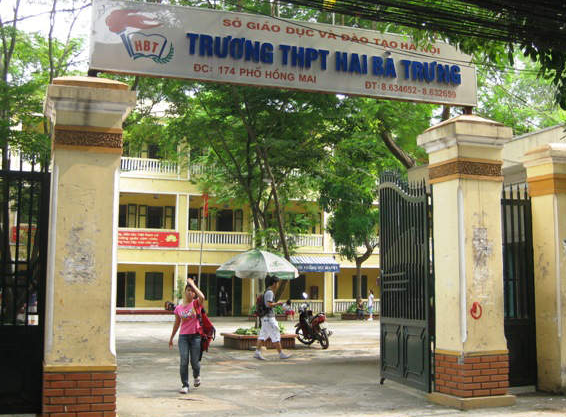 SỞ GIÁO DỤC VÀ ĐÀO TẠO HÀ NỘI
HBT
TRƯỜNG THPT HAI BÀ TRƯNG
ĐC: 174 PHỐ HỒNG MAI
ĐT: 8.634652-8.632659